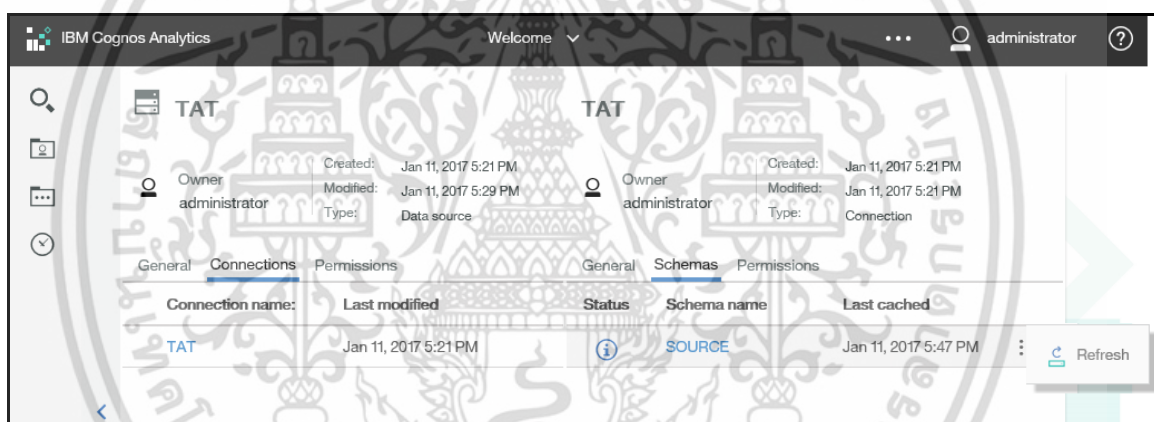 IBM Cognos Analytics Welcome ... administrator ?
TAT
Owner
administrator
Created: Jan 11, 2017 5:21 PM
Modified: Jan 11, 2017 5:29 PM
Type: Data source
General Connections Permissions
Connection name: Last modified
TAT Jan 11, 2017 5:21 PM
TAT
Owner
administrator
Created: Jan 11, 2017 5:21 PM
Modified: Jan 11, 2017 5:21 PM
Type: Connection
General Schemas Permissions
Status Schema name Last cached
SOURCE Jan 11, 2017 5:47 PM
Refresh